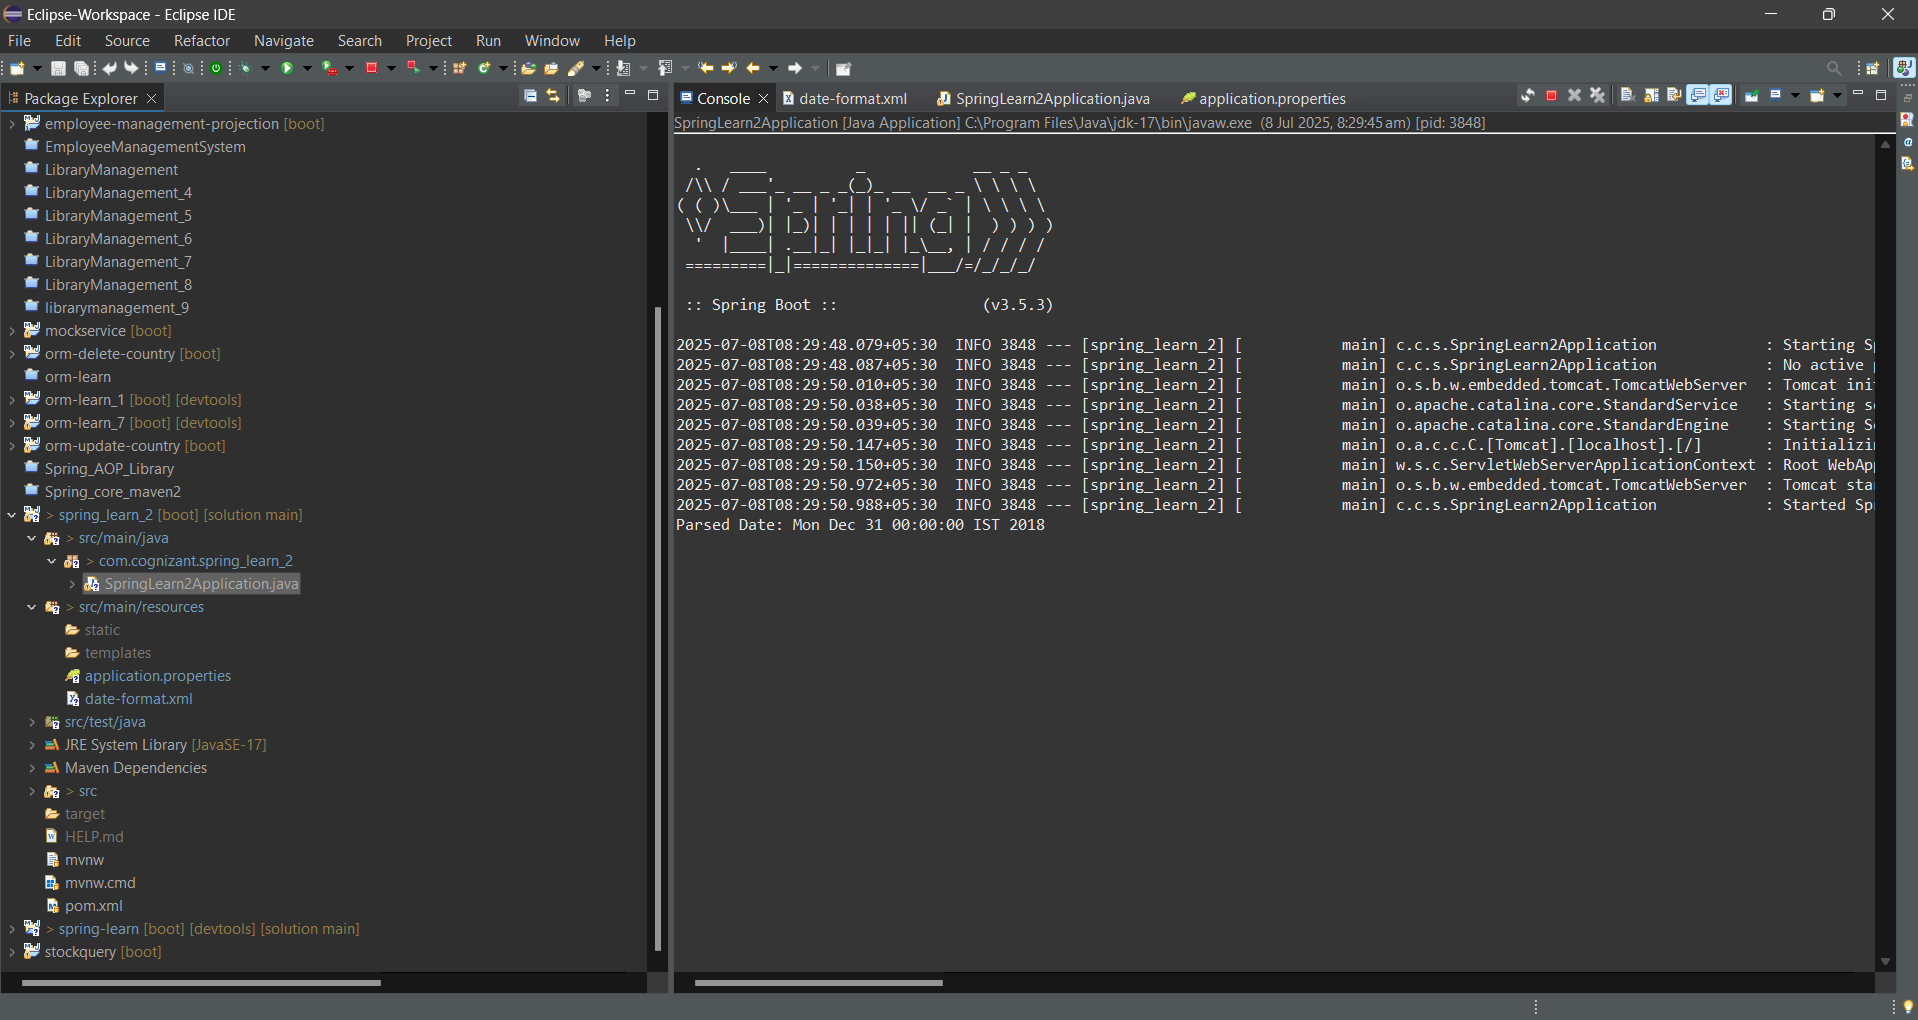 Eclipse-Workspace - Eclipse IDE
File Edit Source Refactor Navigate Search Project Run Window Help
Package Explorer
employee-management-projection [boot]
EmployeeManagementSystem
LibraryManagement
LibraryManagement_4
LibraryManagement_5
LibraryManagement_6
LibraryManagement_7
LibraryManagement_8
librarymanagement_9
mockservice [boot]
orm-delete-country [boot]
orm-learn
orm-learn_1 [boot] [devtools]
orm-learn_7 [boot] [devtools]
orm-update-country [boot]
Spring_AOP_Library
Spring_core_maven2
> spring_learn_2 [boot] [solution main]
> src/main/java
> com.cognizant.spring_learn_2
SpringLearn2Application.java
> src/main/resources
static
templates
application.properties
date-format.xml
src/test/java
JRE System Library [JavaSE-17]
Maven Dependencies
> src
target
HELP.md
mvnw
mvnw.cmd
pom.xml
> spring-learn [boot] [devtools] [solution main]
stockquery [boot]
Console date-format.xml SpringLearn2Application.java application.properties
SpringLearn2Application [Java Application] C:\Program Files\Java\jdk-17\bin\javaw.exe (8 Jul 2025, 8:29:45 am) [pid: 3848]
  .   ____          _            __ _ _
 /\\ / ___'_ __ _ _(_)_ __  __ _ \ \ \ \
( ( )\___ | '_ | '_| | '_ \/ _` | \ \ \ \
 \\/  ___)| |_)| | | | | || (_| |  ) ) ) )
  '  |____| .__|_| |_|_| |_\__, | / / / /
 =========|_|==============|___/=/_/_/_/
 :: Spring Boot ::                (v3.5.3)
2025-07-08T08:29:48.079+05:30  INFO 3848 --- [spring_learn_2] [           main] c.c.s.SpringLearn2Application            : Starting S
2025-07-08T08:29:48.087+05:30  INFO 3848 --- [spring_learn_2] [           main] c.c.s.SpringLearn2Application            : No active
2025-07-08T08:29:50.010+05:30  INFO 3848 --- [spring_learn_2] [           main] o.s.b.w.embedded.tomcat.TomcatWebServer  : Tomcat ini
2025-07-08T08:29:50.038+05:30  INFO 3848 --- [spring_learn_2] [           main] o.apache.catalina.core.StandardService   : Starting s
2025-07-08T08:29:50.039+05:30  INFO 3848 --- [spring_learn_2] [           main] o.apache.catalina.core.StandardEngine    : Starting S
2025-07-08T08:29:50.147+05:30  INFO 3848 --- [spring_learn_2] [           main] o.a.c.c.C.[Tomcat].[localhost].[/]       : Initializi
2025-07-08T08:29:50.150+05:30  INFO 3848 --- [spring_learn_2] [           main] w.s.c.ServletWebServerApplicationContext : Root WebAp
2025-07-08T08:29:50.972+05:30  INFO 3848 --- [spring_learn_2] [           main] o.s.b.w.embedded.tomcat.TomcatWebServer  : Tomcat sta
2025-07-08T08:29:50.988+05:30  INFO 3848 --- [spring_learn_2] [           main] c.c.s.SpringLearn2Application            : Started Sp
Parsed Date: Mon Dec 31 00:00:00 IST 2018